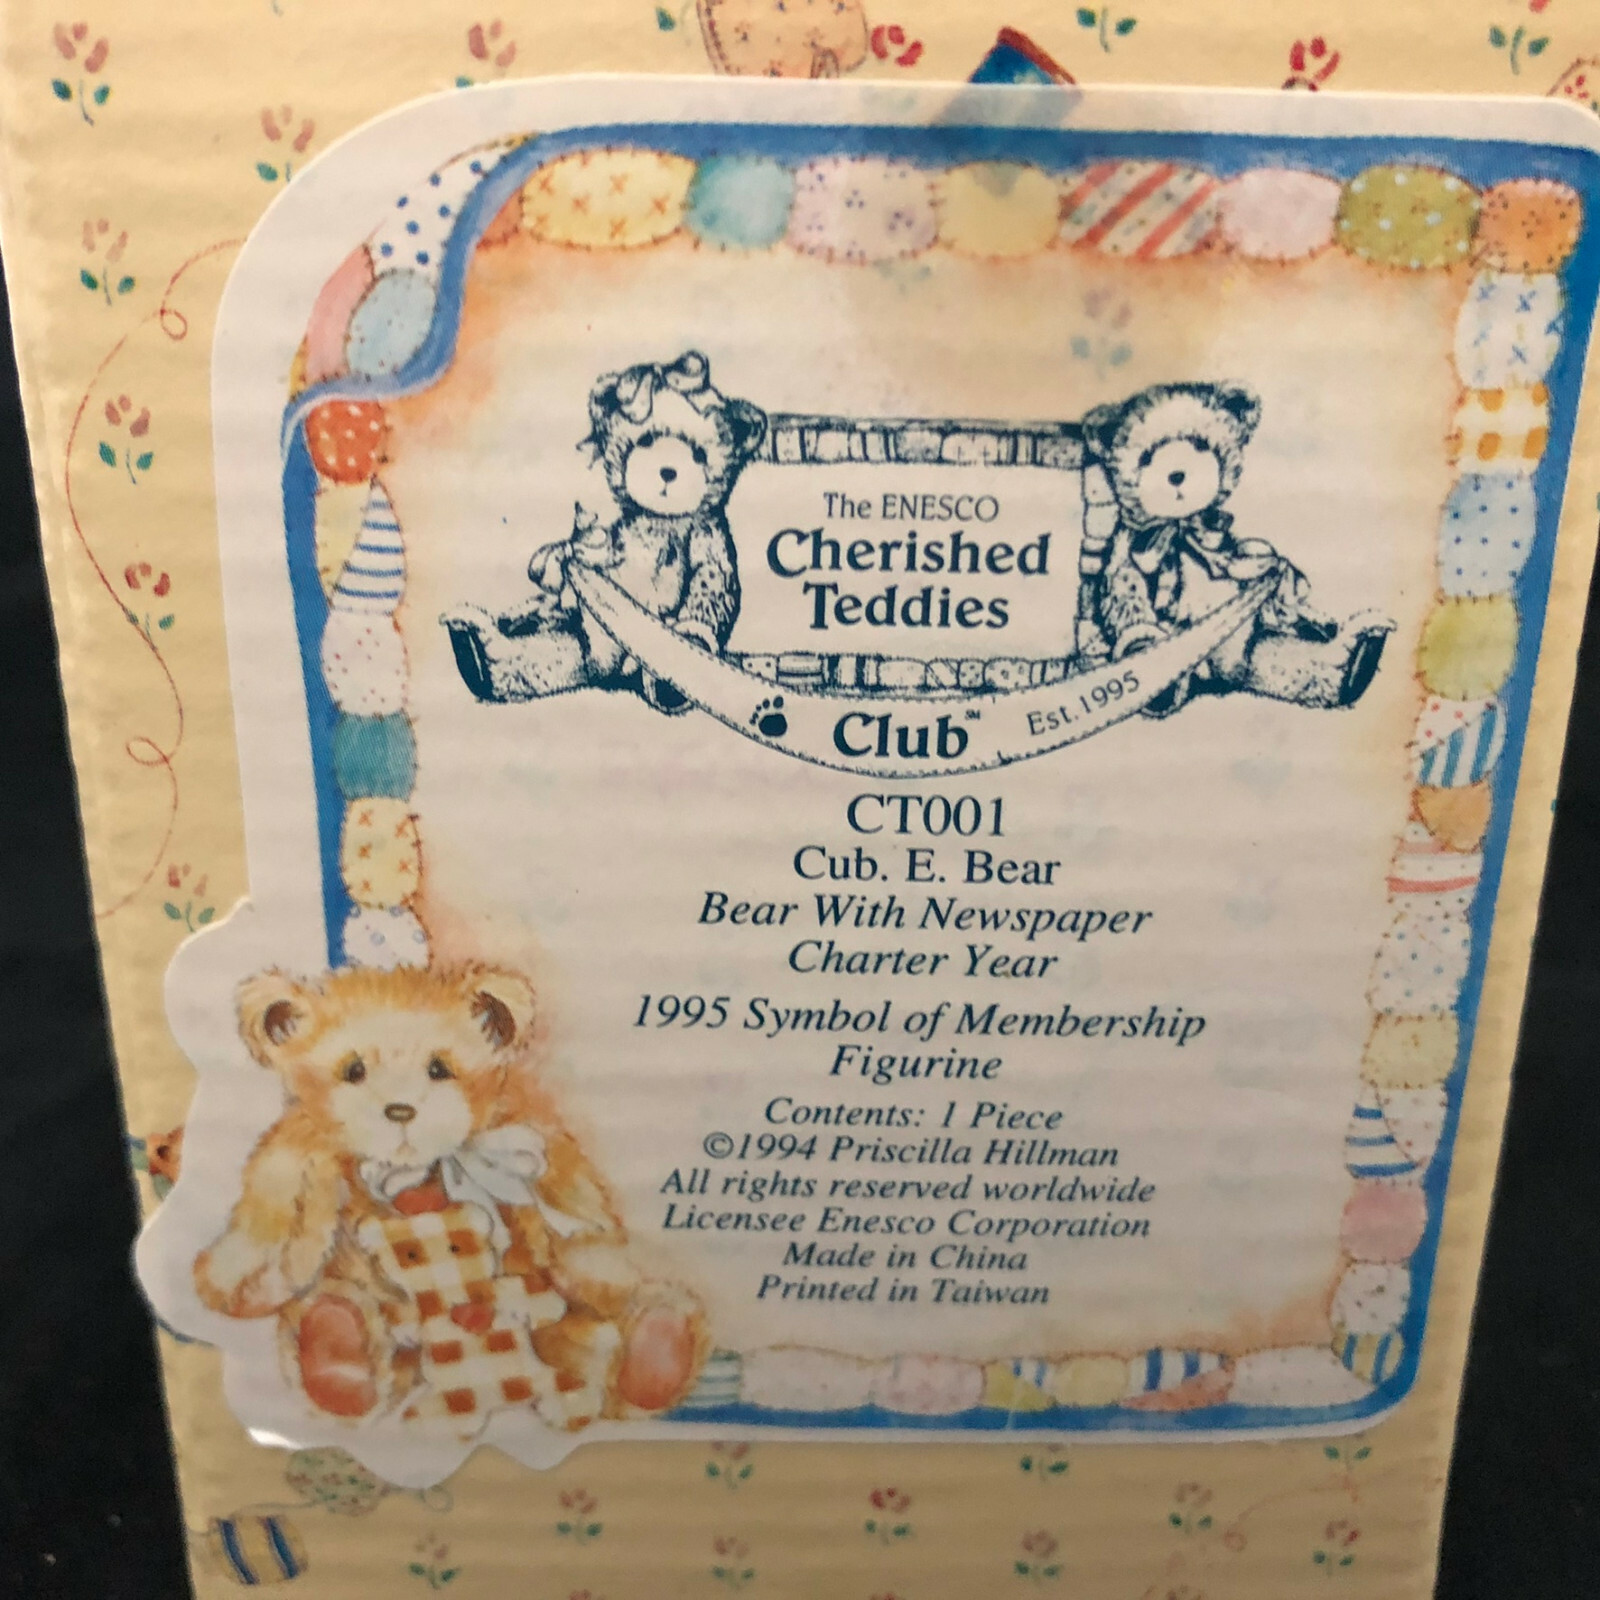 The ENESCO
Cherished
Teddies
Club℠ Est. 1995
CT001
Cub. E. Bear
Bear With Newspaper
Charter Year
1995 Symbol of Membership
Figurine
Contents: 1 Piece
©1994 Priscilla Hillman
All rights reserved worldwide
Licensee Enesco Corporation
Made in China
Printed in Taiwan